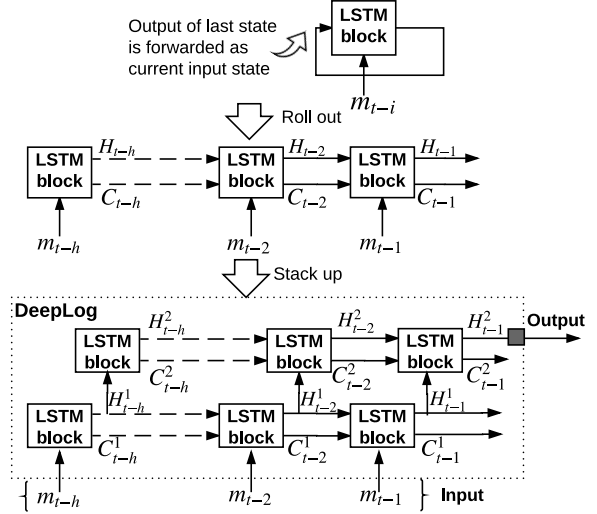 Output of last state
is forwarded as
current input state
LSTM
block
m_{t-i}
Roll out
LSTM
block
H_{t-h}
C_{t-h}
LSTM
block
H_{t-2}
C_{t-2}
LSTM
block
H_{t-1}
C_{t-1}
m_{t-h}
m_{t-2}
m_{t-1}
Stack up
DeepLog
LSTM
block
H^2_{t-h}
C^2_{t-h}
LSTM
block
H^2_{t-2}
C^2_{t-2}
LSTM
block
H^2_{t-1}
C^2_{t-1}
Output
LSTM
block
H^1_{t-h}
C^1_{t-h}
LSTM
block
H^1_{t-2}
C^1_{t-2}
LSTM
block
H^1_{t-1}
C^1_{t-1}
{ m_{t-h} m_{t-2} m_{t-1} } Input